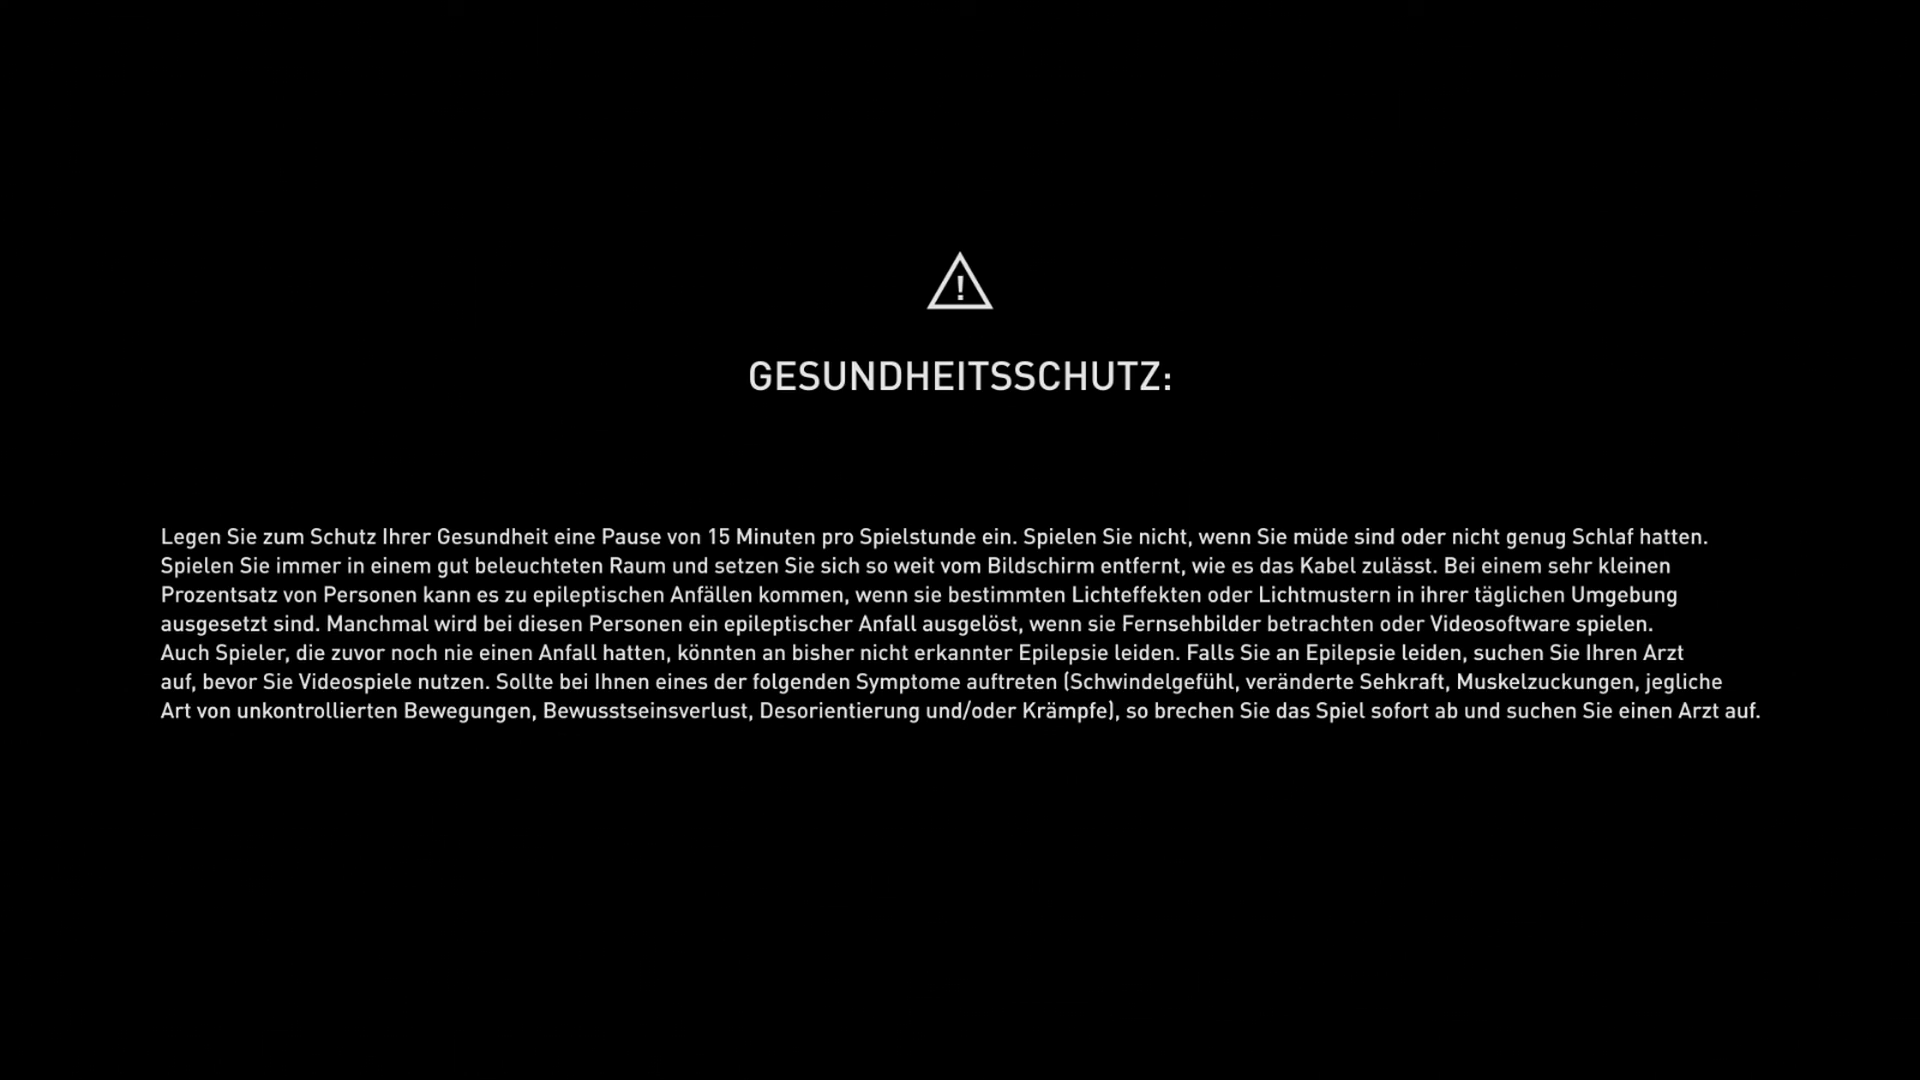 GESUNDHEITSSCHUTZ:
Legen Sie zum Schutz Ihrer Gesundheit eine Pause von 15 Minuten pro Spielstunde ein. Spielen Sie nicht, wenn Sie müde sind oder nicht genug Schlaf hatten.
Spielen Sie immer in einem gut beleuchteten Raum und setzen Sie sich so weit vom Bildschirm entfernt, wie es das Kabel zulässt. Bei einem sehr kleinen
Prozentsatz von Personen kann es zu epileptischen Anfällen kommen, wenn sie bestimmten Lichteffekten oder Lichtmustern in ihrer täglichen Umgebung
ausgesetzt sind. Manchmal wird bei diesen Personen ein epileptischer Anfall ausgelöst, wenn sie Fernsehbilder betrachten oder Videosoftware spielen.
Auch Spieler, die zuvor noch nie einen Anfall hatten, könnten an bisher nicht erkannter Epilepsie leiden. Falls Sie an Epilepsie leiden, suchen Sie Ihren Arzt
auf, bevor Sie Videospiele nutzen. Sollte bei Ihnen eines der folgenden Symptome auftreten (Schwindelgefühl, veränderte Sehkraft, Muskelzuckungen, jegliche
Art von unkontrollierten Bewegungen, Bewusstseinsverlust, Desorientierung und/oder Krämpfe), so brechen Sie das Spiel sofort ab und suchen Sie einen Arzt auf.